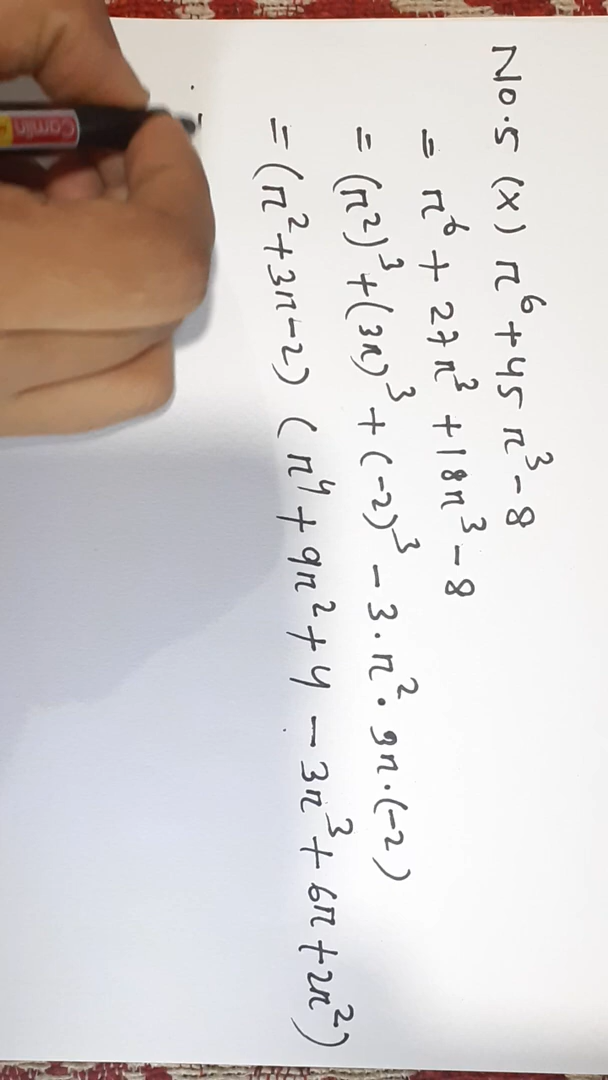 No.5 (x) x⁶+45x³-8
= x⁶+27x³+18x³-8
= (x²)³+(3x)³+(-2)³-3·x²·3x·(-2)
= (x²+3x-2) (x⁴+9x²+4-3x³+6x+2x²)
Camlin